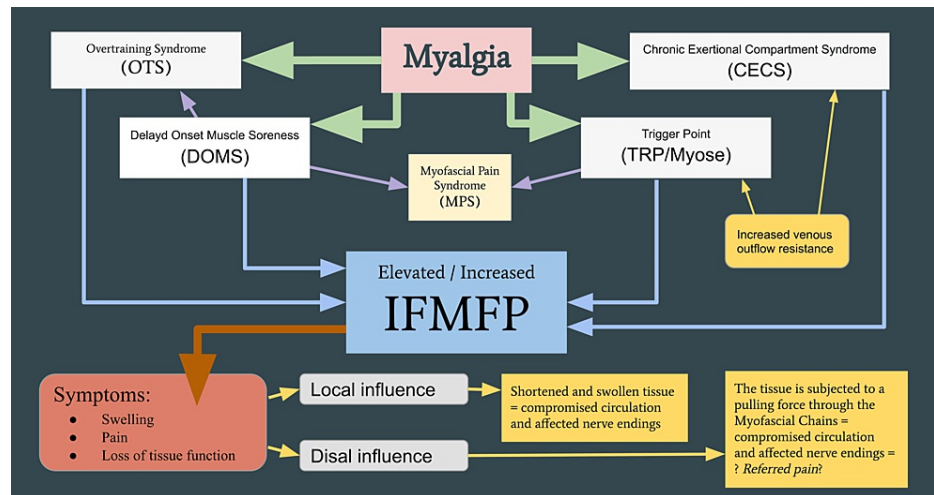 Myalgia
Overtraining Syndrome
(OTS)
Chronic Exertional Compartment Syndrome
(CECS)
Delayd Onset Muscle Soreness
(DOMS)
Trigger Point
(TRP/Myose)
Myofascial Pain
Syndrome
(MPS)
Increased venous
outflow resistance
Elevated / Increased
IFMFP
Symptoms:
● Swelling
● Pain
● Loss of tissue function
Local influence
Shortened and swollen tissue
= compromised circulation
and affected nerve endings
Disal influence
The tissue is subjected to a
pulling force through the
Myofascial Chains =
compromised circulation
and affected nerve endings =
? Referred pain?